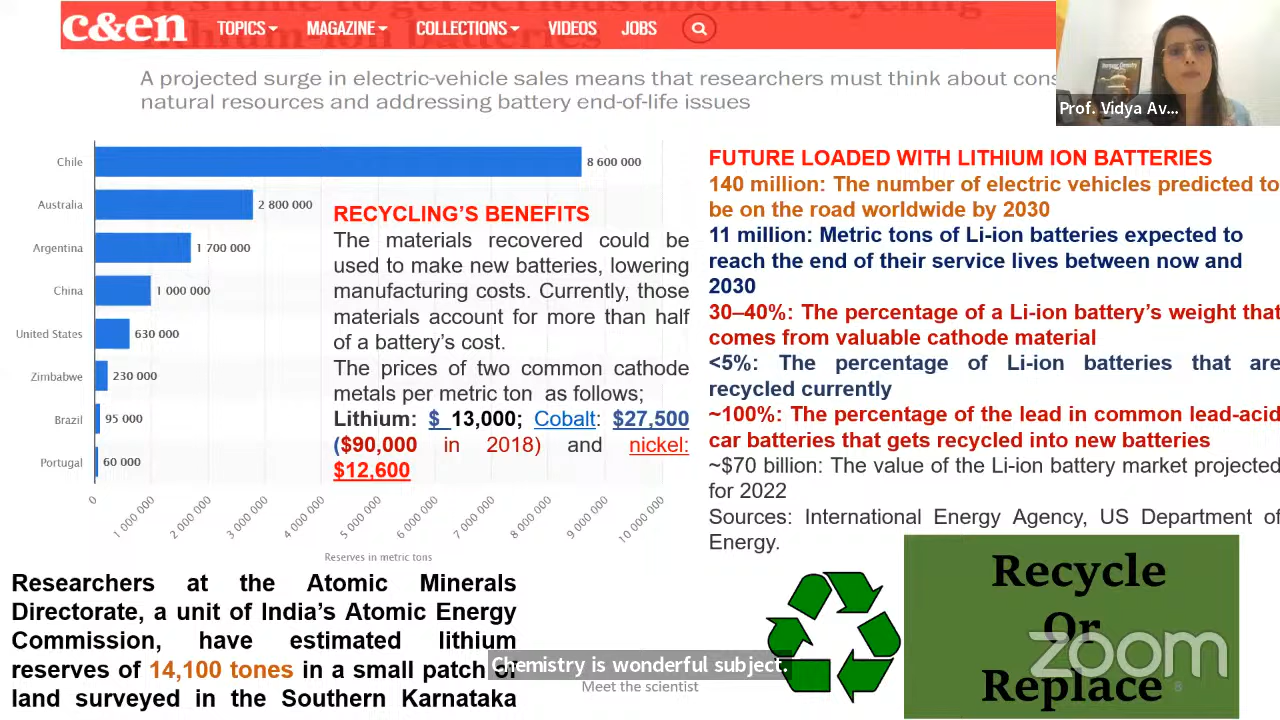 It's time to get serious about recycling
lithium-ion batteries
c&en
TOPICS
MAGAZINE
COLLECTIONS
VIDEOS
JOBS
A projected surge in electric-vehicle sales means that researchers must think about cons
natural resources and addressing battery end-of-life issues
Prof. Vidya Av...
Chile
8 600 000
Australia
2 800 000
Argentina
1 700 000
China
1 000 000
United States
630 000
Zimbabwe
230 000
Brazil
95 000
Portugal
60 000
0
1 000 000
2 000 000
3 000 000
4 000 000
5 000 000
6 000 000
7 000 000
8 000 000
9 000 000
10 000 000
Reserves in metric tons
RECYCLING'S BENEFITS
The materials recovered could be
used to make new batteries, lowering
manufacturing costs. Currently, those
materials account for more than half
of a battery's cost.
The prices of two common cathode
metals per metric ton as follows;
Lithium: $ 13,000; Cobalt: $27,500
($90,000 in 2018) and nickel:
$12,600
FUTURE LOADED WITH LITHIUM ION BATTERIES
140 million: The number of electric vehicles predicted to
be on the road worldwide by 2030
11 million: Metric tons of Li-ion batteries expected to
reach the end of their service lives between now and
2030
30–40%: The percentage of a Li-ion battery's weight that
comes from valuable cathode material
<5%: The percentage of Li-ion batteries that are
recycled currently
~100%: The percentage of the lead in common lead-acid
car batteries that gets recycled into new batteries
~$70 billion: The value of the Li-ion battery market projected
for 2022
Sources: International Energy Agency, US Department of
Energy.
Researchers at the Atomic Minerals
Directorate, a unit of India's Atomic Energy
Commission, have estimated lithium
reserves of 14,100 tones in a small patch of
land surveyed in the Southern Karnataka
Chemistry is wonderful subject.
Meet the scientist
Recycle
Or
Replace
zoom
8